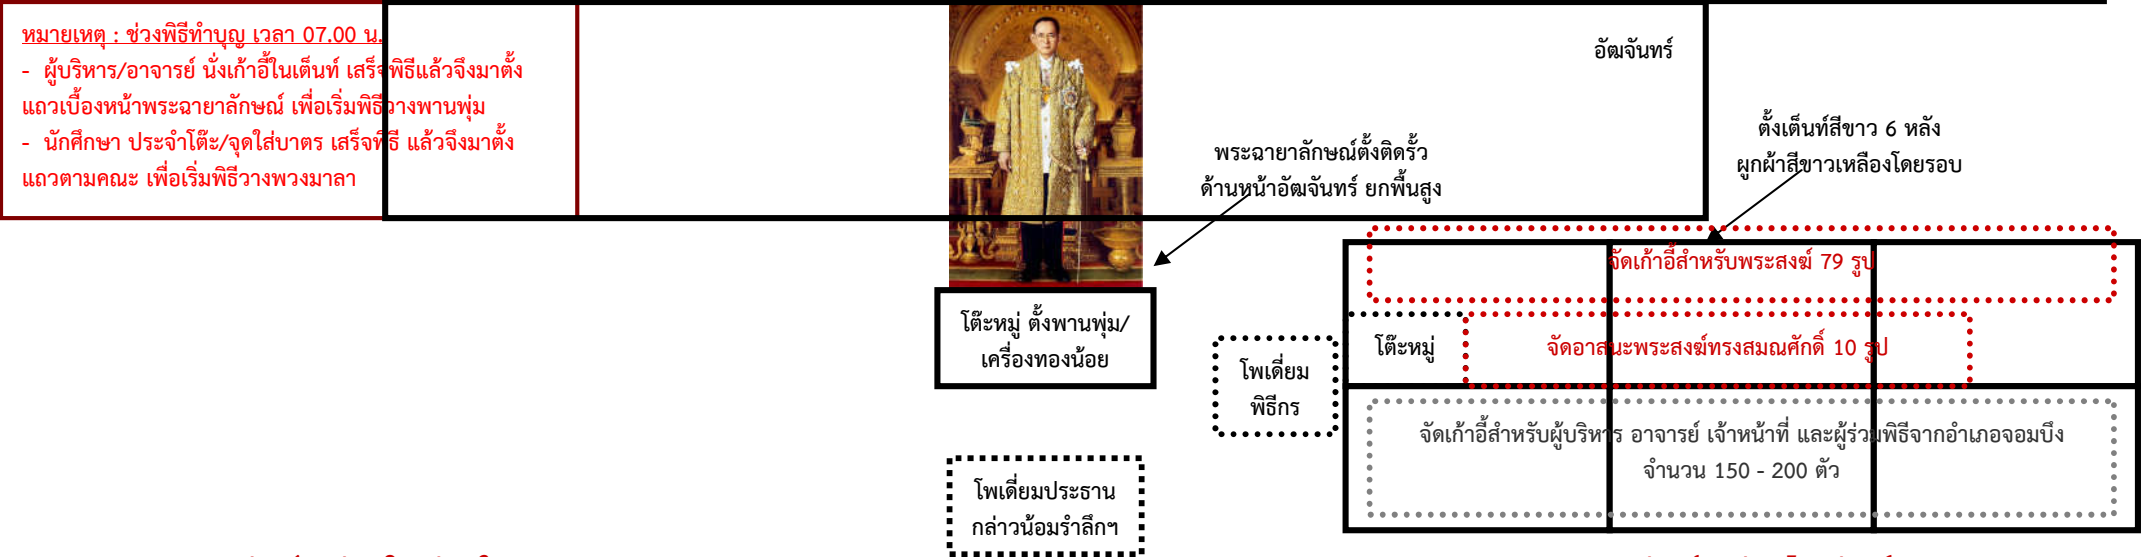 หมายเหตุ : ช่วงพิธีทำบุญ เวลา 07.00 น.
- ผู้บริหาร/อาจารย์ นั่งเก้าอี้ในเต็นท์ เสร็จพิธีแล้วจึงมาตั้ง
แถวเบื้องหน้าพระฉายาลักษณ์ เพื่อเริ่มพิธีวางพานพุ่ม
- นักศึกษา ประจำโต๊ะ/จุดใส่บาตร เสร็จพิธี แล้วจึงมาตั้ง
แถวตามคณะ เพื่อเริ่มพิธีวางพวงมาลา
อัฒจันทร์
พระฉายาลักษณ์ตั้งติดรั้ว
ด้านหน้าอัฒจันทร์ ยกพื้นสูง
ตั้งเต็นท์สีขาว 6 หลัง
ผูกผ้าสีขาวเหลืองโดยรอบ
จัดเก้าอี้สำหรับพระสงฆ์ 79 รูป
โต๊ะหมู่ ตั้งพานพุ่ม/
เครื่องทองน้อย
โพเดี่ยม
พิธีกร
โต๊ะหมู่
จัดอาสนะพระสงฆ์ทรงสมณศักดิ์ 10 รูป
จัดเก้าอี้สำหรับผู้บริหาร อาจารย์ เจ้าหน้าที่ และผู้ร่วมพิธีจากอำเภอจอมบึง
จำนวน 150 - 200 ตัว
โพเดี่ยมประธาน
กล่าวน้อมรำลึกฯ